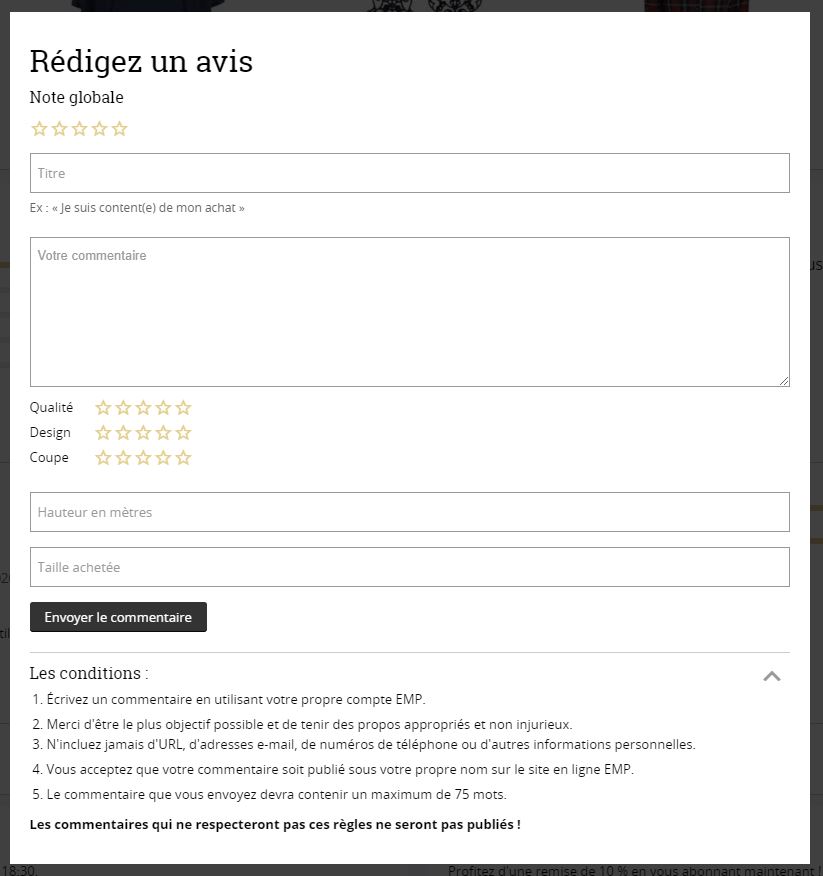 Rédigez un avis
Note globale
Titre
Ex : « Je suis content(e) de mon achat »
Votre commentaire
Qualité
Design
Coupe
Hauteur en mètres
Taille achetée
Envoyer le commentaire
Les conditions :
1. Écrivez un commentaire en utilisant votre propre compte EMP.
2. Merci d'être le plus objectif possible et de tenir des propos appropriés et non injurieux.
3. N'incluez jamais d'URL, d'adresses e-mail, de numéros de téléphone ou d'autres informations personnelles.
4. Vous acceptez que votre commentaire soit publié sous votre propre nom sur le site en ligne EMP.
5. Le commentaire que vous envoyez devra contenir un maximum de 75 mots.
Les commentaires qui ne respecteront pas ces règles ne seront pas publiés !
18:30. Profitez d'une remise de 10 % en vous abonnant maintenant !